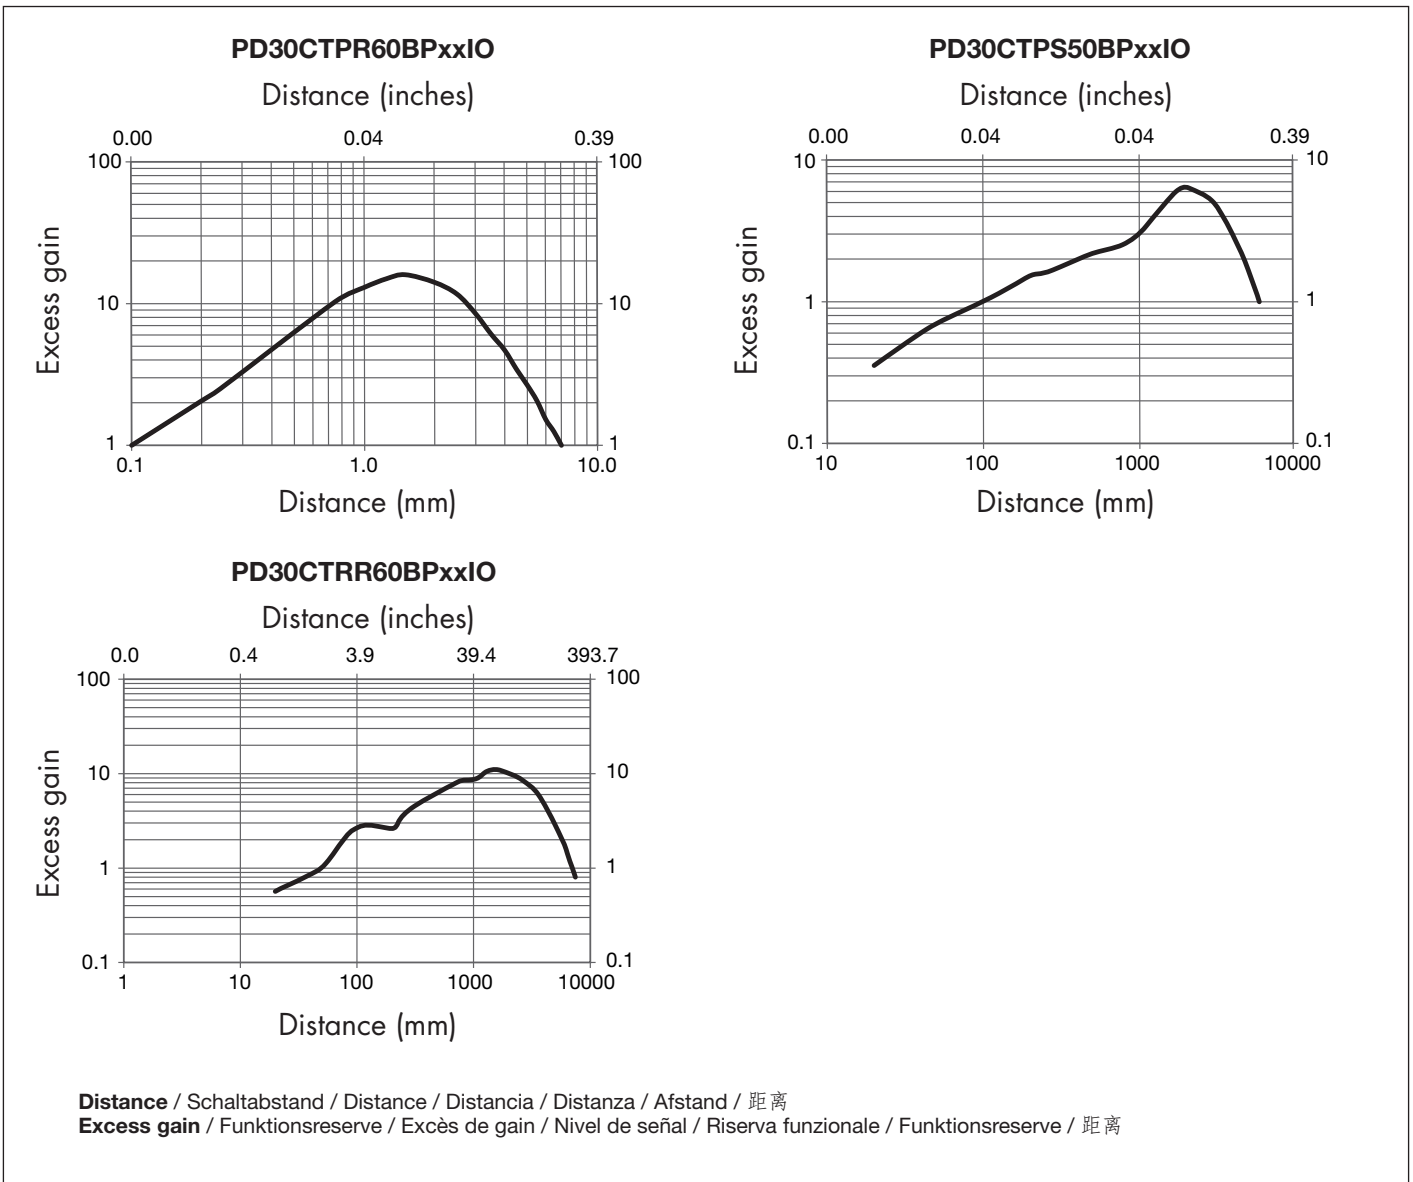 PD30CTPR60BPxxIO
Distance (inches)
0.00 0.04 0.39
100 100
Excess gain
10 10
1 1
0.1 1.0 10.0
Distance (mm)
PD30CTPS50BPxxIO
Distance (inches)
0.00 0.04 0.04 0.39
10 10
Excess gain
1 1
0.1 0.1
10 100 1000 10000
Distance (mm)
PD30CTRR60BPxxIO
Distance (inches)
0.0 0.4 3.9 39.4 393.7
100 100
10 10
Excess gain
1 1
0.1 0.1
1 10 100 1000 10000
Distance (mm)
Distance / Schaltabstand / Distance / Distancia / Distanza / Afstand / 距离
Excess gain / Funktionsreserve / Excès de gain / Nivel de señal / Riserva funzionale / Funktionsreserve / 距离